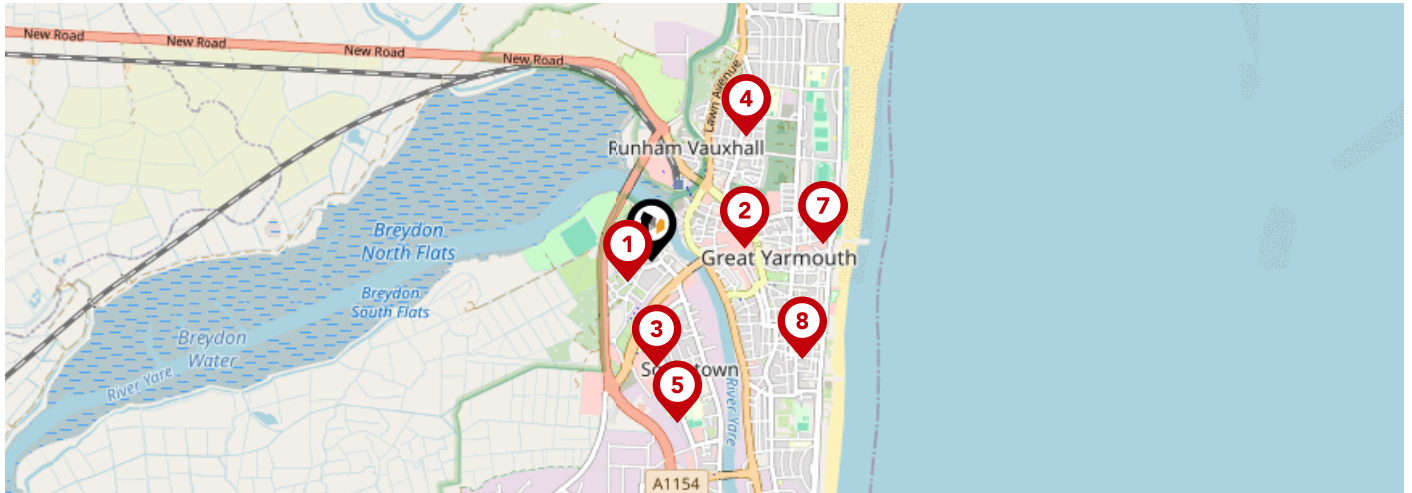 New Road
New Road
New Road
New Road
Lawn Avenue
4
Runham Vauxhall
2
7
1
Breydon
North Flats
Great Yarmouth
Breydon
South Flats
8
3
Breydon
Water
town
5
River Yare
River Yare
A1154